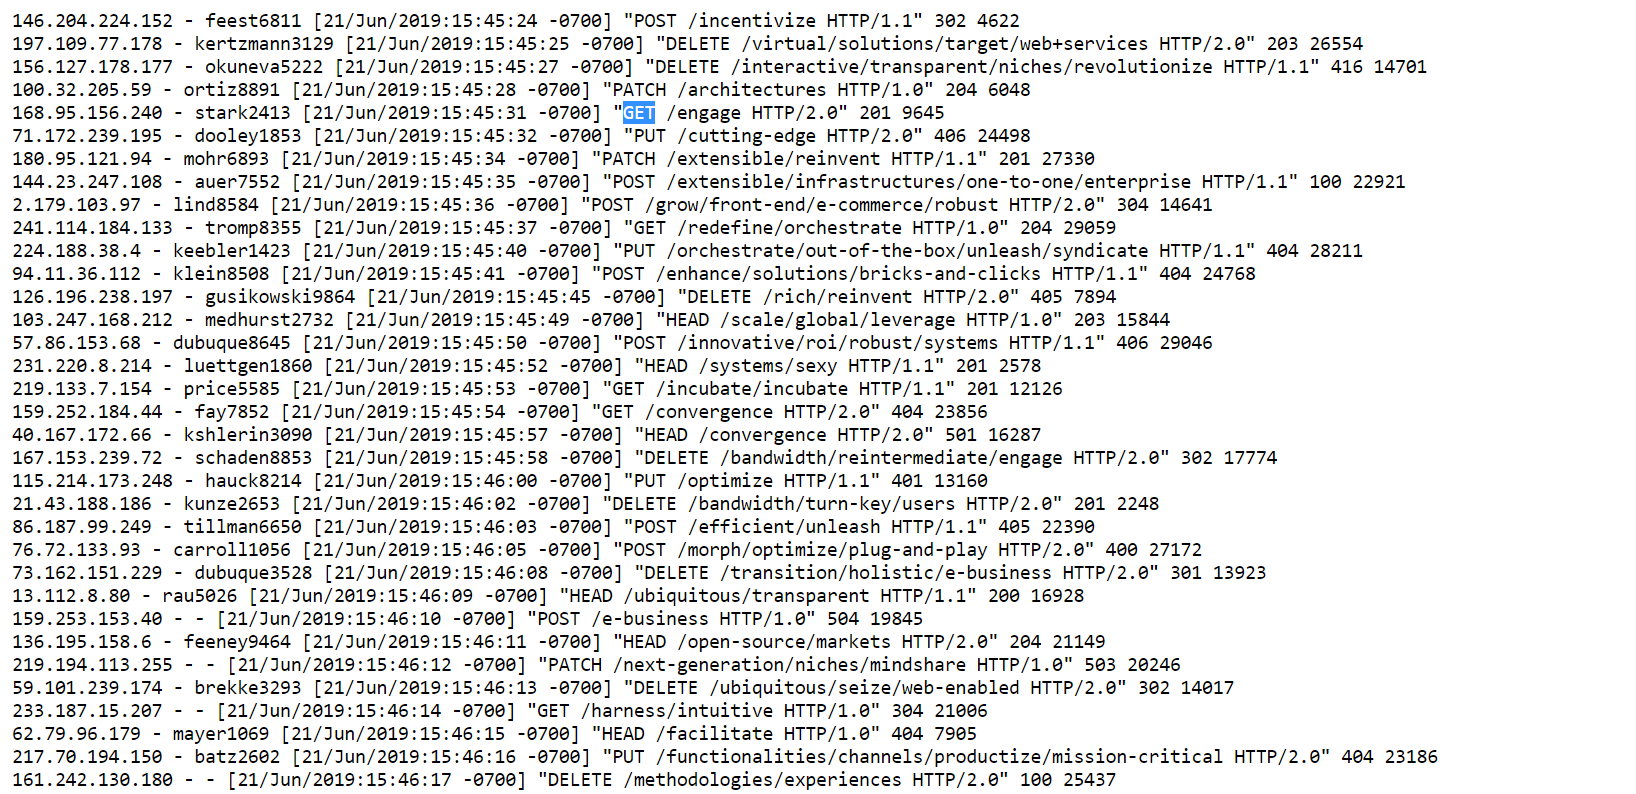 146.204.224.152 - feest6811 [21/Jun/2019:15:45:24 -0700] "POST /incentivize HTTP/1.1" 302 4622
197.109.77.178 - kertzmann3129 [21/Jun/2019:15:45:25 -0700] "DELETE /virtual/solutions/target/web+services HTTP/2.0" 203 26554
156.127.178.177 - okuneva5222 [21/Jun/2019:15:45:27 -0700] "DELETE /interactive/transparent/niches/revolutionize HTTP/1.1" 416 14701
100.32.205.59 - ortiz8891 [21/Jun/2019:15:45:28 -0700] "PATCH /architectures HTTP/1.0" 204 6048
168.95.156.240 - stark2413 [21/Jun/2019:15:45:31 -0700] "GET /engage HTTP/2.0" 201 9645
71.172.239.195 - dooley1853 [21/Jun/2019:15:45:32 -0700] "PUT /cutting-edge HTTP/2.0" 406 24498
180.95.121.94 - mohr6893 [21/Jun/2019:15:45:34 -0700] "PATCH /extensible/reinvent HTTP/1.1" 201 27330
144.23.247.108 - auer7552 [21/Jun/2019:15:45:35 -0700] "POST /extensible/infrastructures/one-to-one/enterprise HTTP/1.1" 100 22921
2.179.103.97 - lind8584 [21/Jun/2019:15:45:36 -0700] "POST /grow/front-end/e-commerce/robust HTTP/2.0" 304 14641
241.114.184.133 - tromp8355 [21/Jun/2019:15:45:37 -0700] "GET /redefine/orchestrate HTTP/1.0" 204 29059
224.188.38.4 - keebler1423 [21/Jun/2019:15:45:40 -0700] "PUT /orchestrate/out-of-the-box/unleash/syndicate HTTP/1.1" 404 28211
94.11.36.112 - klein8508 [21/Jun/2019:15:45:41 -0700] "POST /enhance/solutions/bricks-and-clicks HTTP/1.1" 404 24768
126.196.238.197 - gusikowski9864 [21/Jun/2019:15:45:45 -0700] "DELETE /rich/reinvent HTTP/2.0" 405 7894
103.247.168.212 - medhurst2732 [21/Jun/2019:15:45:49 -0700] "HEAD /scale/global/leverage HTTP/1.0" 203 15844
57.86.153.68 - dubuque8645 [21/Jun/2019:15:45:50 -0700] "POST /innovative/roi/robust/systems HTTP/1.1" 406 29046
231.220.8.214 - luettgen1860 [21/Jun/2019:15:45:52 -0700] "HEAD /systems/sexy HTTP/1.1" 201 2578
219.133.7.154 - price5585 [21/Jun/2019:15:45:53 -0700] "GET /incubate/incubate HTTP/1.1" 201 12126
159.252.184.44 - fay7852 [21/Jun/2019:15:45:54 -0700] "GET /convergence HTTP/2.0" 404 23856
40.167.172.66 - kshlerin3090 [21/Jun/2019:15:45:57 -0700] "HEAD /convergence HTTP/2.0" 501 16287
167.153.239.72 - schaden8853 [21/Jun/2019:15:45:58 -0700] "DELETE /bandwidth/reintermediate/engage HTTP/2.0" 302 17774
115.214.173.248 - hauck8214 [21/Jun/2019:15:46:00 -0700] "PUT /optimize HTTP/1.1" 401 13160
21.43.188.186 - kunze2653 [21/Jun/2019:15:46:02 -0700] "DELETE /bandwidth/turn-key/users HTTP/2.0" 201 2248
86.187.99.249 - tillman6650 [21/Jun/2019:15:46:03 -0700] "POST /efficient/unleash HTTP/1.1" 405 22390
76.72.133.93 - carroll1056 [21/Jun/2019:15:46:05 -0700] "POST /morph/optimize/plug-and-play HTTP/2.0" 400 27172
73.162.151.229 - dubuque3528 [21/Jun/2019:15:46:08 -0700] "DELETE /transition/holistic/e-business HTTP/2.0" 301 13923
13.112.8.80 - rau5026 [21/Jun/2019:15:46:09 -0700] "HEAD /ubiquitous/transparent HTTP/1.1" 200 16928
159.253.153.40 - - [21/Jun/2019:15:46:10 -0700] "POST /e-business HTTP/1.0" 504 19845
136.195.158.6 - feeney9464 [21/Jun/2019:15:46:11 -0700] "HEAD /open-source/markets HTTP/2.0" 204 21149
219.194.113.255 - - [21/Jun/2019:15:46:12 -0700] "PATCH /next-generation/niches/mindshare HTTP/1.0" 503 20246
59.101.239.174 - brekke3293 [21/Jun/2019:15:46:13 -0700] "DELETE /ubiquitous/seize/web-enabled HTTP/2.0" 302 14017
233.187.15.207 - - [21/Jun/2019:15:46:14 -0700] "GET /harness/intuitive HTTP/1.0" 304 21006
62.79.96.179 - mayer1069 [21/Jun/2019:15:46:15 -0700] "HEAD /facilitate HTTP/1.0" 404 7905
217.70.194.150 - batz2602 [21/Jun/2019:15:46:16 -0700] "PUT /functionalities/channels/productize/mission-critical HTTP/2.0" 404 23186
161.242.130.180 - - [21/Jun/2019:15:46:17 -0700] "DELETE /methodologies/experiences HTTP/2.0" 100 25437